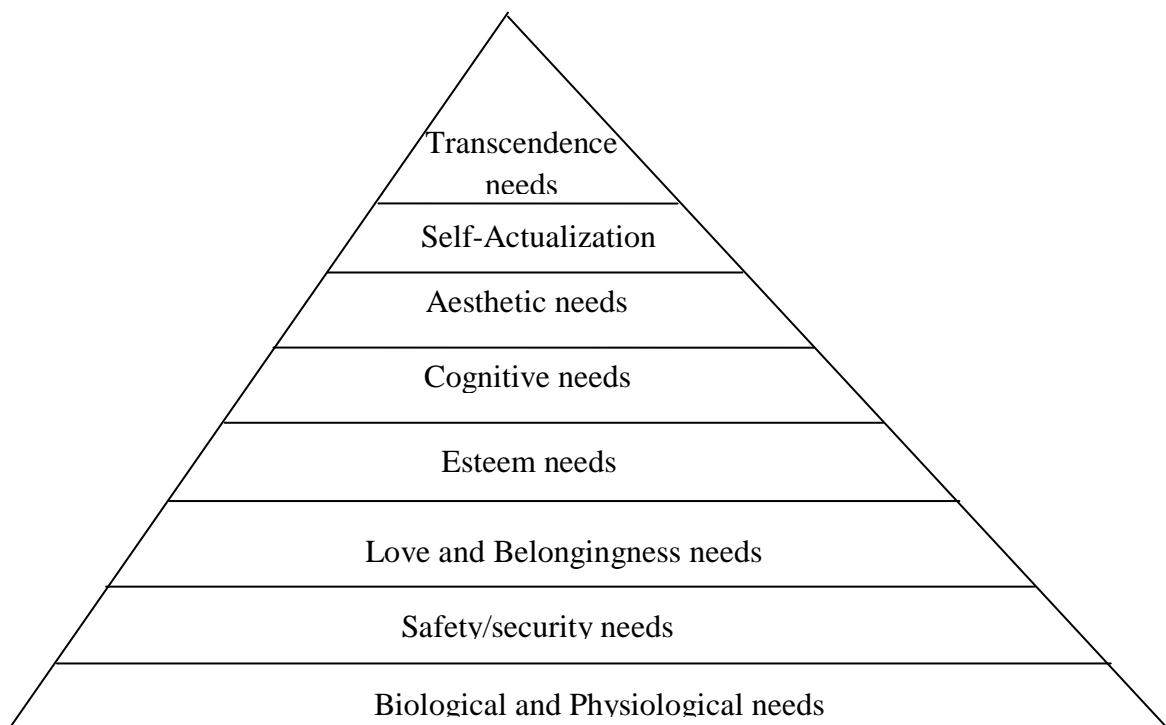 Transcendence
needs
Self-Actualization
Aesthetic needs
Cognitive needs
Esteem needs
Love and Belongingness needs
Safety/security needs
Biological and Physiological needs